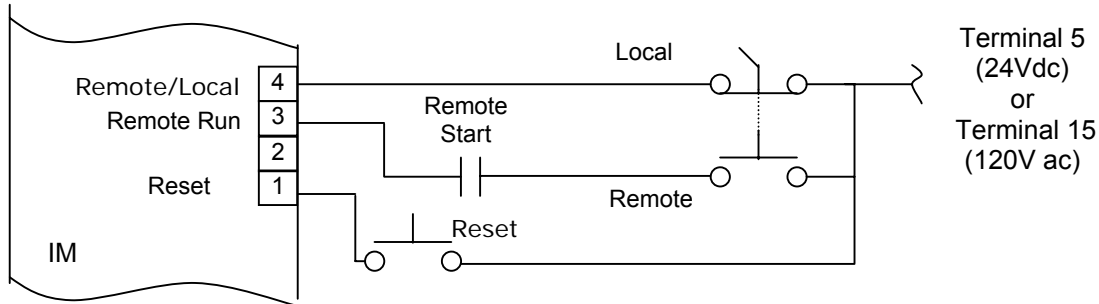 Local
Terminal 5
(24Vdc)
or
Terminal 15
(120V ac)
Remote/Local
4
Remote
Start
Remote Run
3
2
Reset
1
Remote
Reset
IM